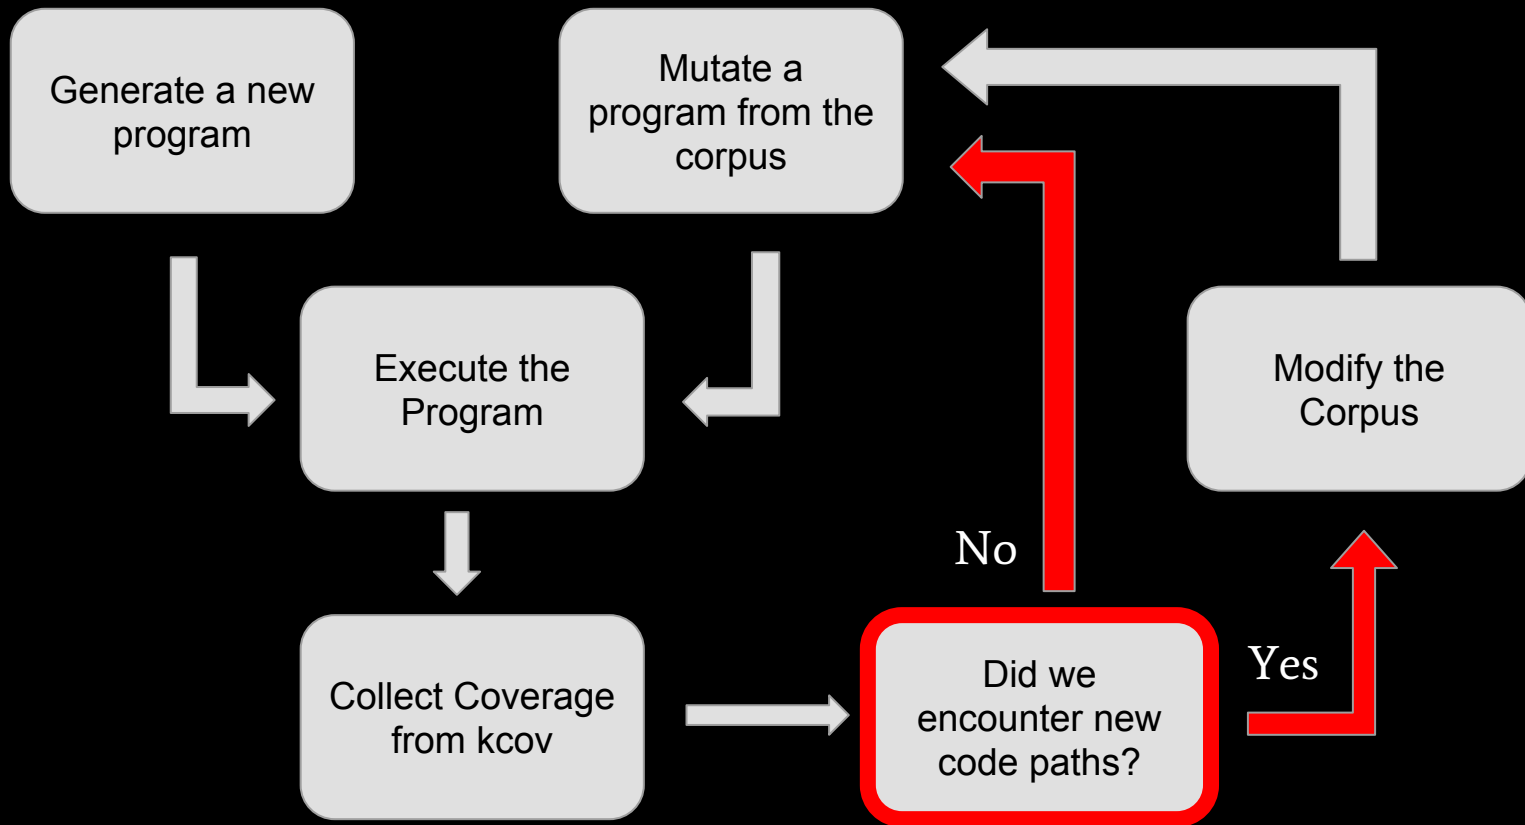 Generate a new
program
Mutate a
program from the
corpus
Execute the
Program
Modify the
Corpus
No
Yes
Collect Coverage
from kcov
Did we
encounter new
code paths?